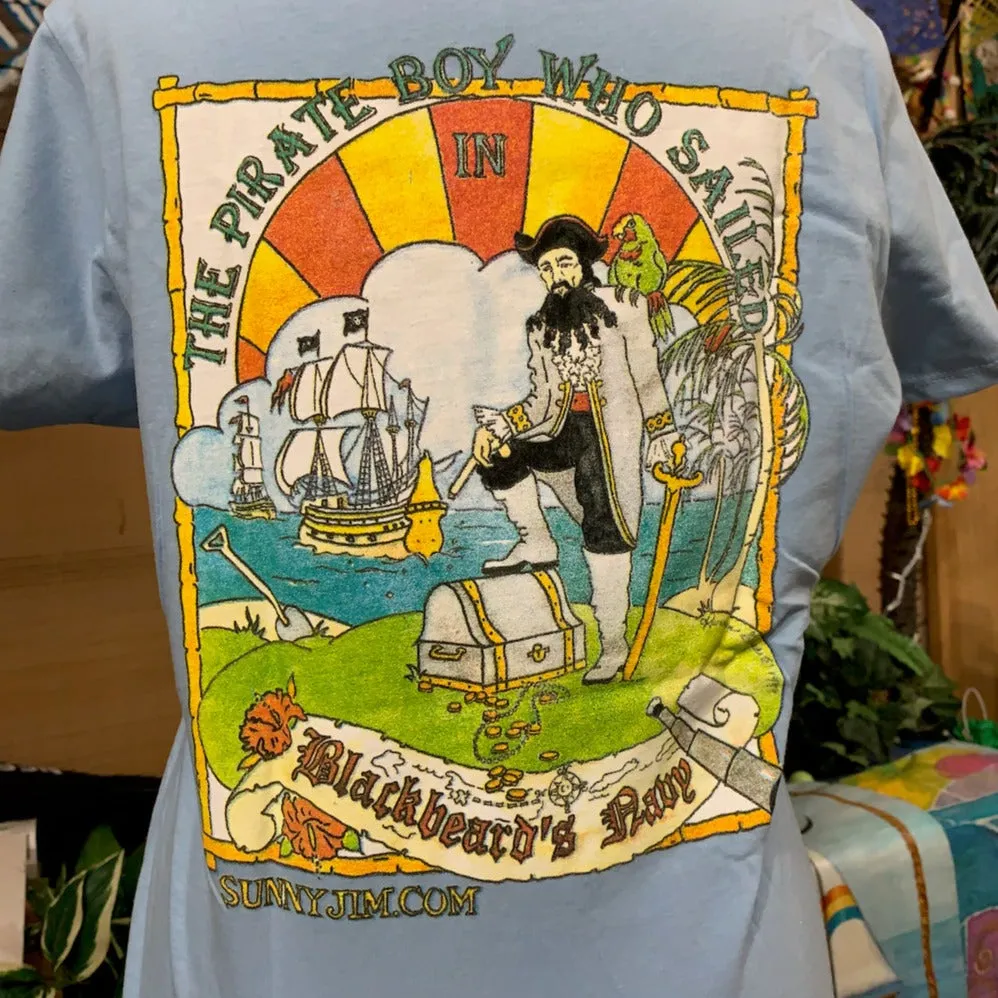 THE PIRATE BOY WHO SAILED
IN
Blackbeard's Navy
SUNNYJIM.COM